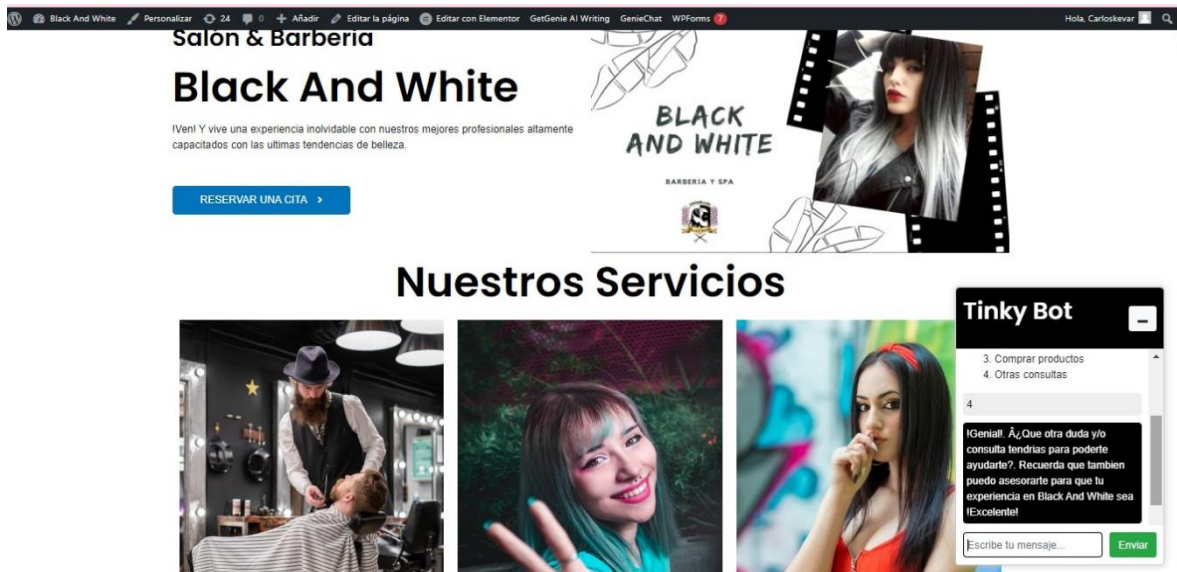 Black And White Personalizar 24 0 Añadir Editar la página Editar con Elementor GetGenie AI Writing GenieChat WPForms 7 Hola, Carloskevar
Salón & Barbería
Black And White
!Ven! Y vive una experiencia inolvidable con nuestros mejores profesionales altamente
capacitados con las ultimas tendencias de belleza.
RESERVAR UNA CITA >
BLACK
AND WHITE
BARBERIA Y SPA
Nuestros Servicios
Tinky Bot
3. Comprar productos
4. Otras consultas
4
!Genial!. Â¿Que otra duda y/o
consulta tendrias para poderte
ayudarte?. Recuerda que tambien
puedo asesorarte para que tu
experiencia en Black And White sea
!Excelente!
Escribe tu mensaje...
Enviar